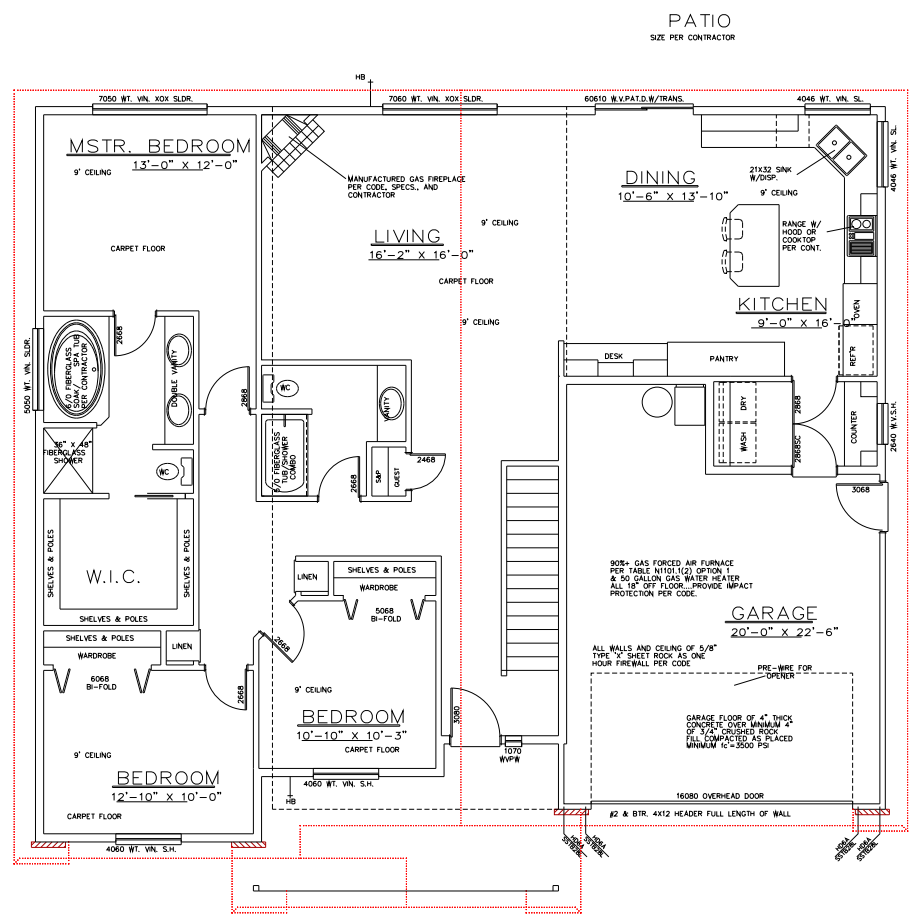 PATIO
SIZE PER CONTRACTOR
HB
7050 WT. VIN. XOX SLDR.
7060 WT. VIN. XOX SLDR.
60610 W.V.PAT.D.W/TRANS.
4046 WT. VIN. SL.
4046 WT. VIN. SL.
MSTR. BEDROOM
13'-0" X 12'-0"
9' CEILING
CARPET FLOOR
MANUFACTURED GAS FIREPLACE
PER CODE, SPECS., AND
CONTRACTOR
LIVING
16'-2" X 16'-0"
9' CEILING
CARPET FLOOR
9' CEILING
DINING
10'-6" X 13'-10"
21X32 SINK
W/DISP.
9' CEILING
RANGE W/
HOOD OR
COOKTOP
PER CONT.
KITCHEN
9'-0" X 16'-0"
OVEN
REF'R
DESK
PANTRY
5050 WT. VIN. SLDR.
6/0 FIBERGLASS
SOAK/ SPA TUB
PER CONTRACTOR
2668
DOUBLE VANITY
2868
WC
VANITY
36" X 48"
FIBERGLASS
SHOWER
WC
6/0 FIBERGLASS
TUB/SHOWER
COMBO
2668
S&P
GUEST
2468
DRY
WASH
2868
2868SC
COUNTER
2640 W.V.S.H.
3068
SHELVES & POLES
W.I.C.
SHELVES & POLES
SHELVES & POLES
LINEN
SHELVES & POLES
WARDROBE
5068
BI-FOLD
90%+ GAS FORCED AIR FURNACE
PER TABLE N1101.1(2) OPTION 1
& 50 GALLON GAS WATER HEATER
ALL 18" OFF FLOOR....PROVIDE IMPACT
PROTECTION PER CODE.
GARAGE
20'-0" X 22'-6"
SHELVES & POLES
WARDROBE
LINEN
2668
6068
BI-FOLD
2668
9' CEILING
BEDROOM
10'-10" X 10'-3"
CARPET FLOOR
3080
1070
WVPW
ALL WALLS AND CEILING OF 5/8"
TYPE 'X' SHEET ROCK AS ONE
HOUR FIREWALL PER CODE
PRE-WIRE FOR
OPENER
GARAGE FLOOR OF 4" THICK
CONCRETE OVER MINIMUM 4"
OF 3/4" CRUSHED ROCK
FILL COMPACTED AS PLACED
MINIMUM fc'=3500 PSI
9' CEILING
BEDROOM
12'-10" X 10'-0"
CARPET FLOOR
4060 WT. VIN. S.H.
HB
4060 WT. VIN. S.H.
16080 OVERHEAD DOOR
#2 & BTR. 4X12 HEADER FULL LENGTH OF WALL
HD6A
SSTB28L
HD6A
SSTB28L
HD6A
SSTB28L
HD6A
SSTB28L